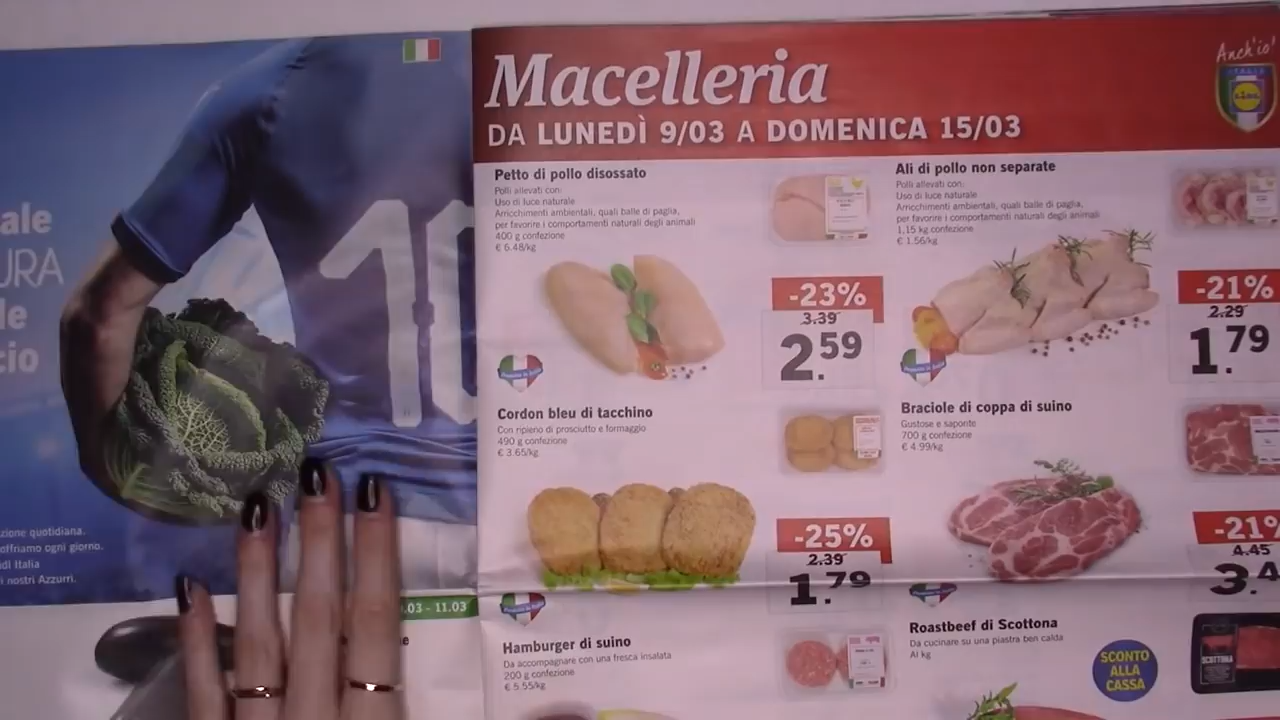 ale
URA
le
cio
10
zione quotidiana.
offriamo ogni giorno.
di Italia
i nostri Azzurri.
.03 - 11.03
e
Macelleria
DA LUNEDÌ 9/03 A DOMENICA 15/03
Anch'io!
ITALIA
LIDL
Petto di pollo disossato
Polli allevati con:
Uso di luce naturale
Arricchimenti ambientali, quali balle di paglia,
per favorire i comportamenti naturali degli animali
400 g confezione
€ 6.48/kg
-23%
3.39
2.59
Ali di pollo non separate
Polli allevati con:
Uso di luce naturale
Arricchimenti ambientali, quali balle di paglia,
per favorire i comportamenti naturali degli animali
1,15 kg confezione
€ 1.56/kg
-21%
2.29
1.79
Cordon bleu di tacchino
Con ripieno di prosciutto e formaggio
490 g confezione
€ 3.65/kg
-25%
2.39
1.79
Braciole di coppa di suino
Gustose e saporite
700 g confezione
€ 4.99/kg
-21%
4.45
3.4
Hamburger di suino
Da accompagnare con una fresca insalata
200 g confezione
€ 5.55/kg
Roastbeef di Scottona
Da cucinare su una piastra ben calda
Al kg
SCONTO
ALLA
CASSA
SCOTTONA